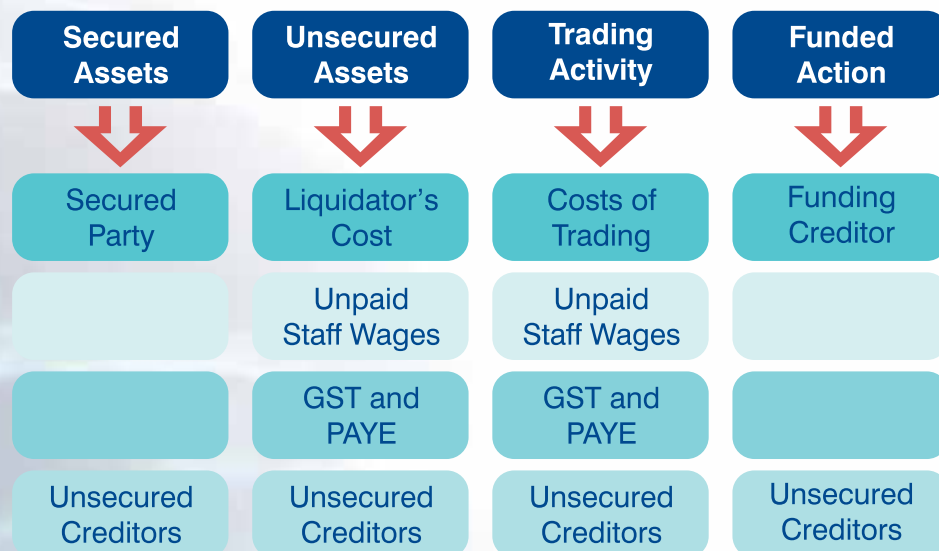 Secured
Assets
Unsecured
Assets
Trading
Activity
Funded
Action
Secured
Party
Liquidator's
Cost
Costs of
Trading
Funding
Creditor
Unpaid
Staff Wages
Unpaid
Staff Wages
GST and
PAYE
GST and
PAYE
Unsecured
Creditors
Unsecured
Creditors
Unsecured
Creditors
Unsecured
Creditors